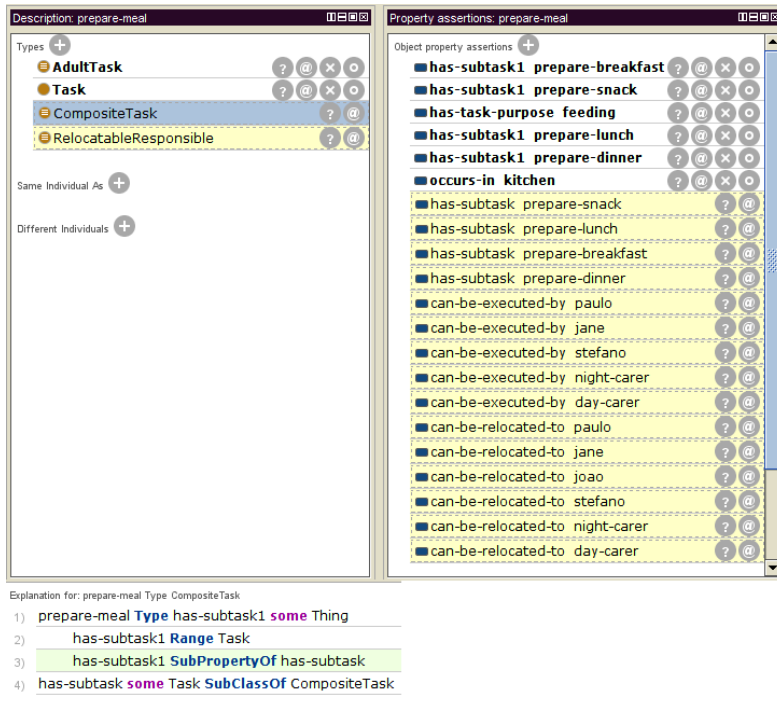 Description: prepare-meal
Types
AdultTask
Task
CompositeTask
RelocatableResponsible
Same Individual As
Different Individuals
Property assertions: prepare-meal
Object property assertions
has-subtask1 prepare-breakfast
has-subtask1 prepare-snack
has-task-purpose feeding
has-subtask1 prepare-lunch
has-subtask1 prepare-dinner
occurs-in kitchen
has-subtask prepare-snack
has-subtask prepare-lunch
has-subtask prepare-breakfast
has-subtask prepare-dinner
can-be-executed-by paulo
can-be-executed-by jane
can-be-executed-by stefano
can-be-executed-by night-carer
can-be-executed-by day-carer
can-be-relocated-to paulo
can-be-relocated-to jane
can-be-relocated-to joao
can-be-relocated-to stefano
can-be-relocated-to night-carer
can-be-relocated-to day-carer
Explanation for: prepare-meal Type CompositeTask
1) prepare-meal Type has-subtask1 some Thing
2) has-subtask1 Range Task
3) has-subtask1 SubPropertyOf has-subtask
4) has-subtask some Task SubClassOf CompositeTask